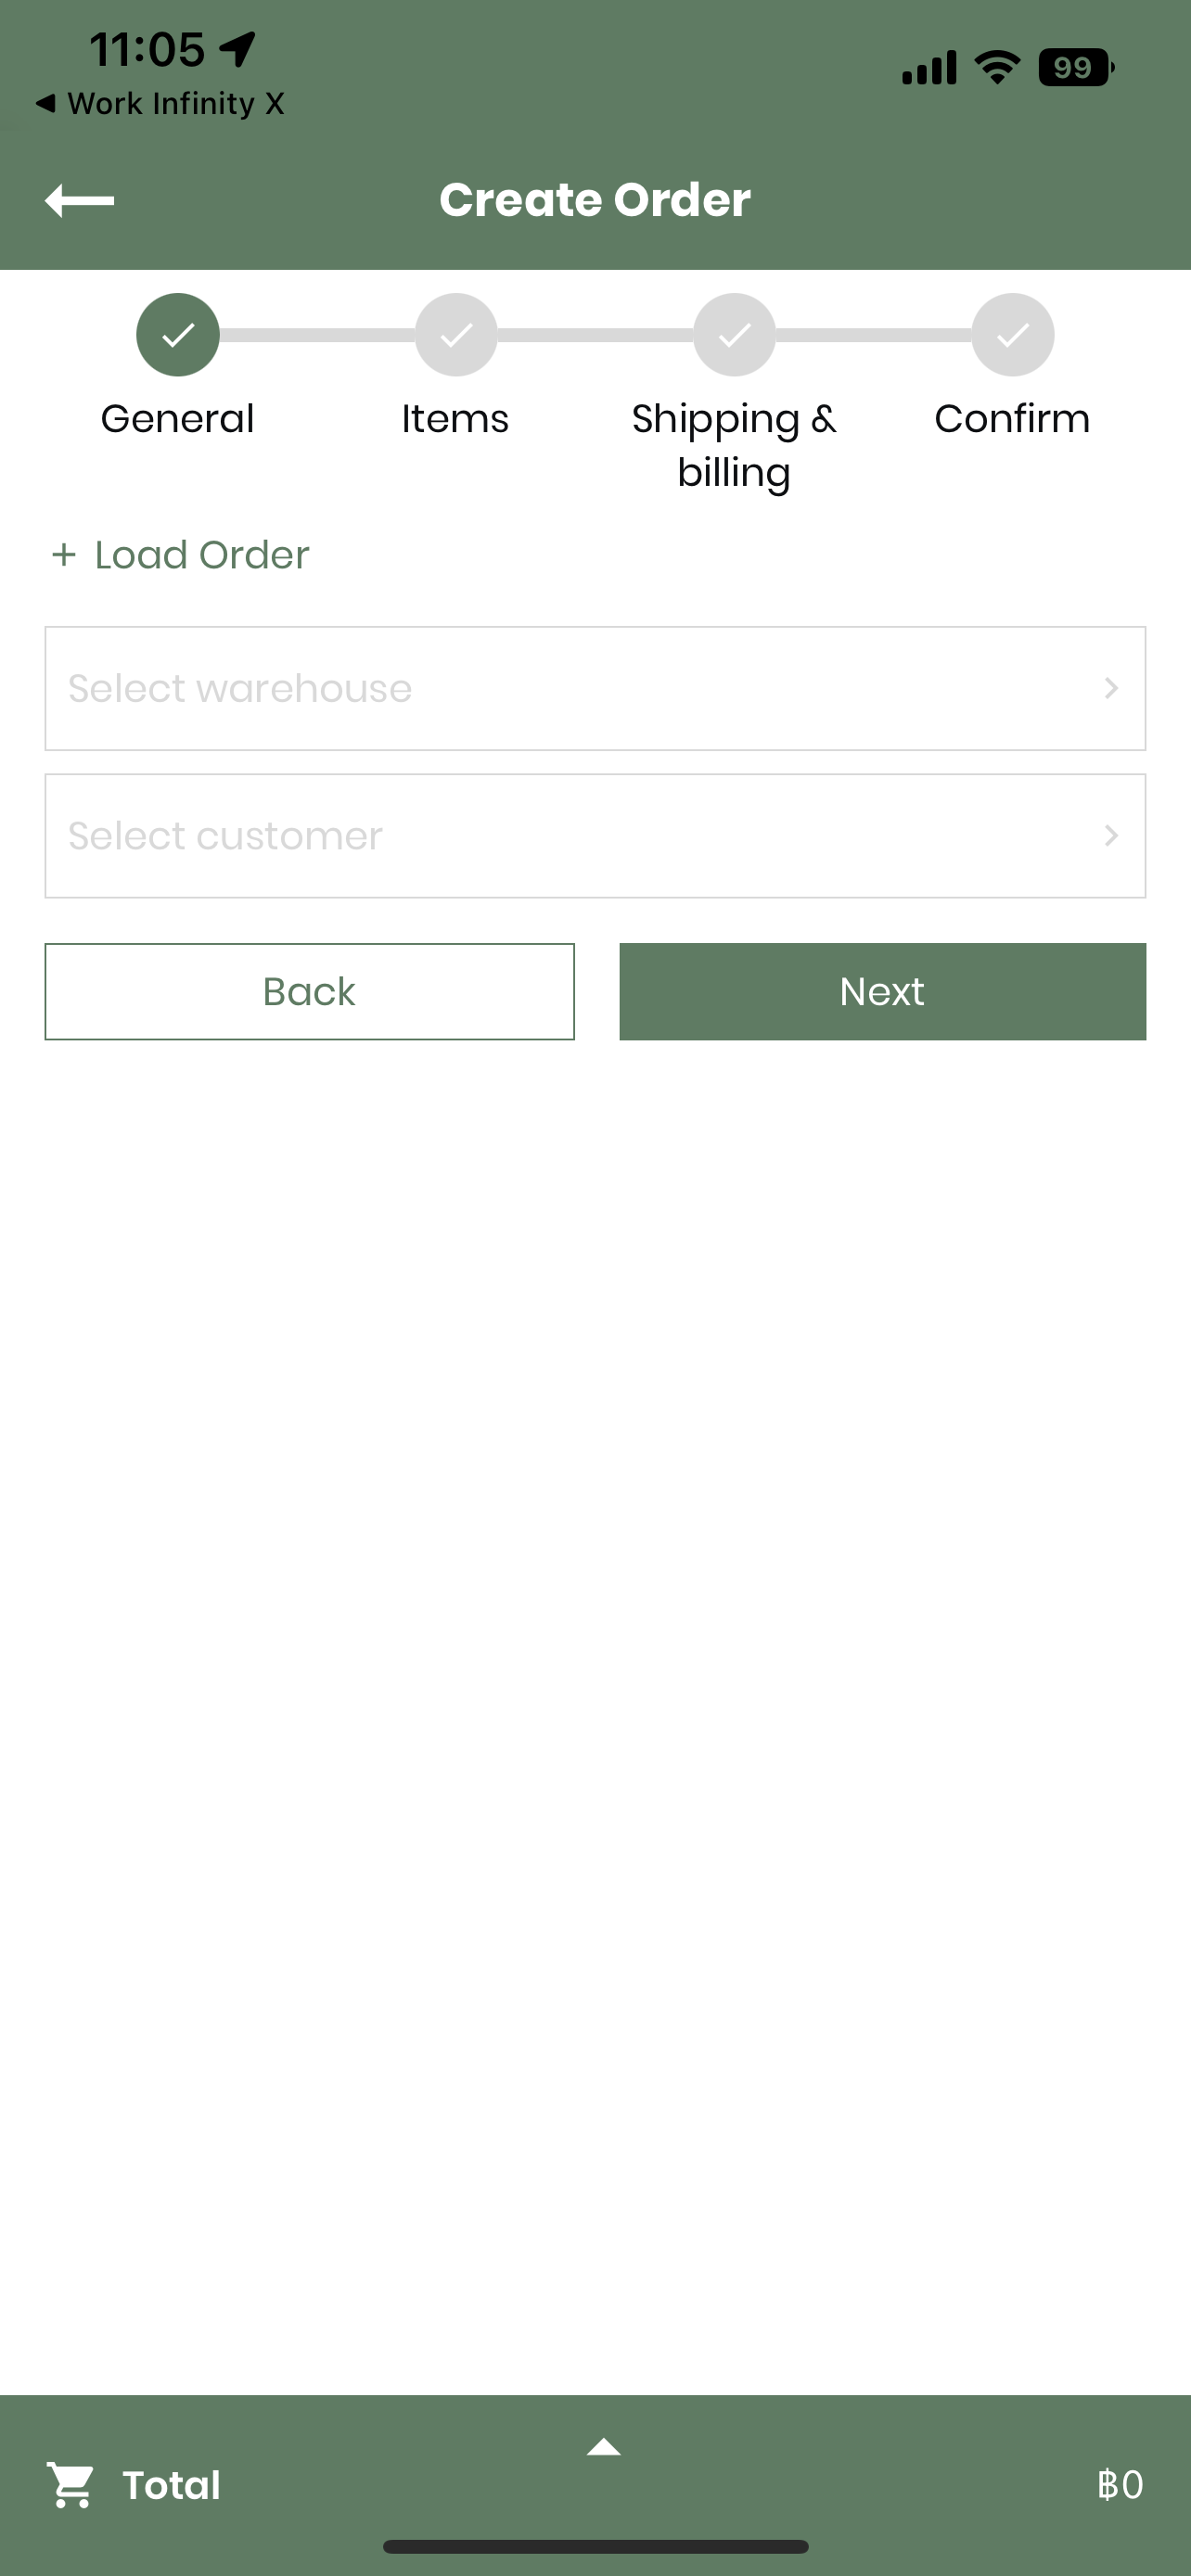 11:05
99
◀ Work Infinity X
Create Order
General
Items
Shipping &
billing
Confirm
+ Load Order
Select warehouse
Select customer
Back
Next
Total
฿0